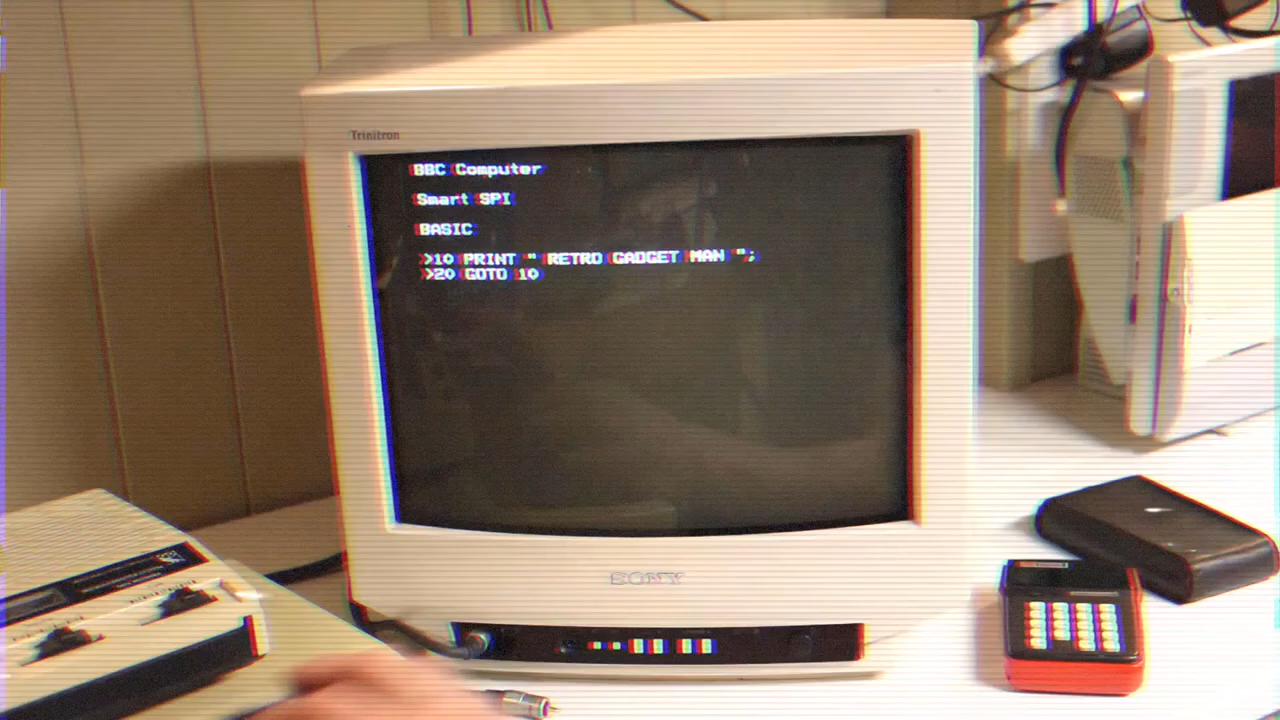 Trinitron
BBC Computer
Smart SPI
BASIC
>10 PRINT " RETRO GADGET MAN ";
>20 GOTO 10
SONY